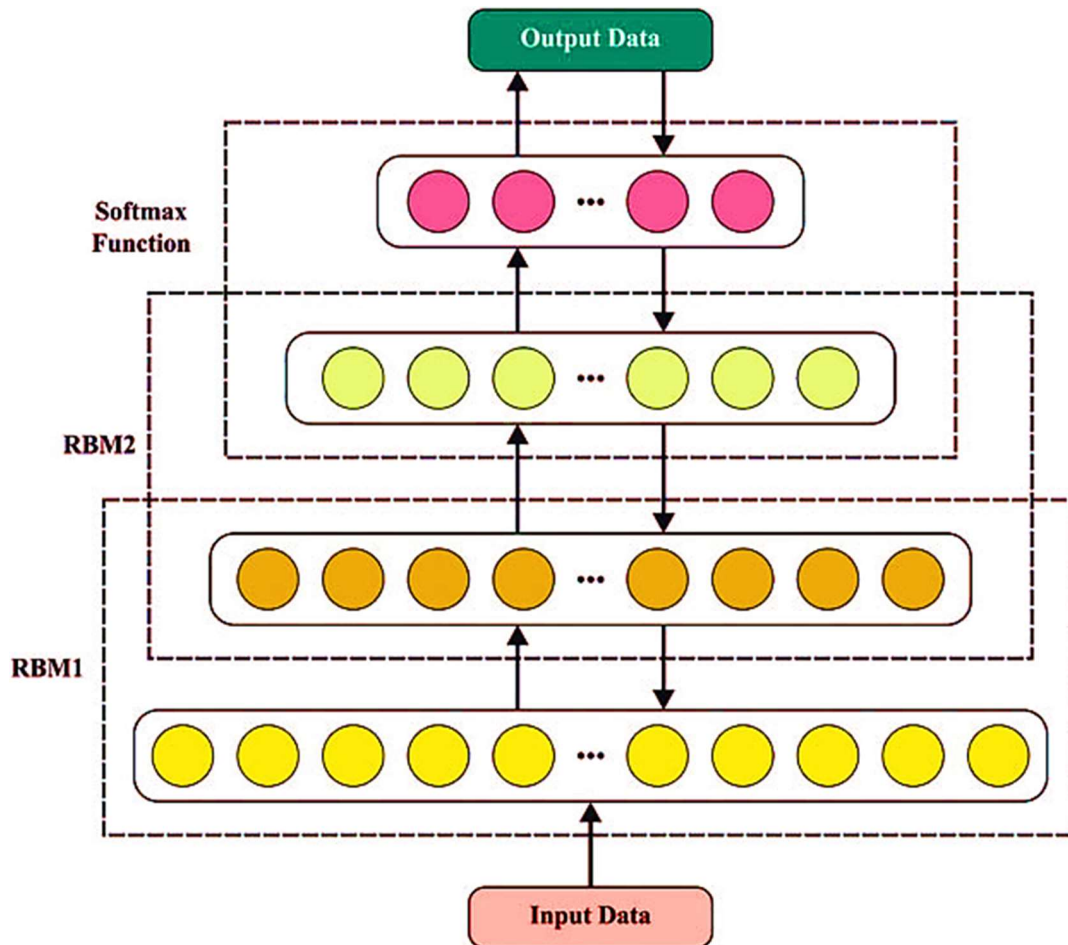 Output Data
Softmax
Function
RBM2
RBM1
Input Data